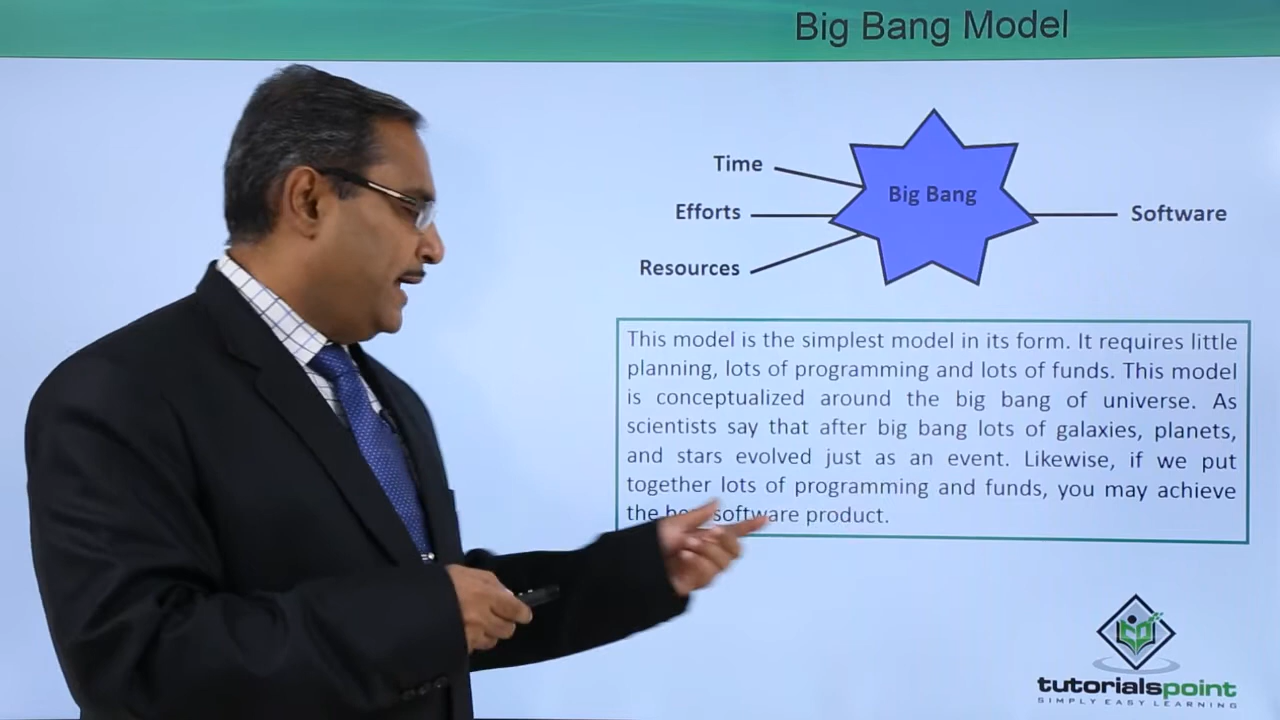 Big Bang Model
Time
Big Bang
Efforts
Software
Resources
This model is the simplest model in its form. It requires little
planning, lots of programming and lots of funds. This model
is conceptualized around the big bang of universe. As
scientists say that after big bang lots of galaxies, planets,
and stars evolved just as an event. Likewise, if we put
together lots of programming and funds, you may achieve
the software product.
tutorialspoint
SIMPLY EASY LEARNING